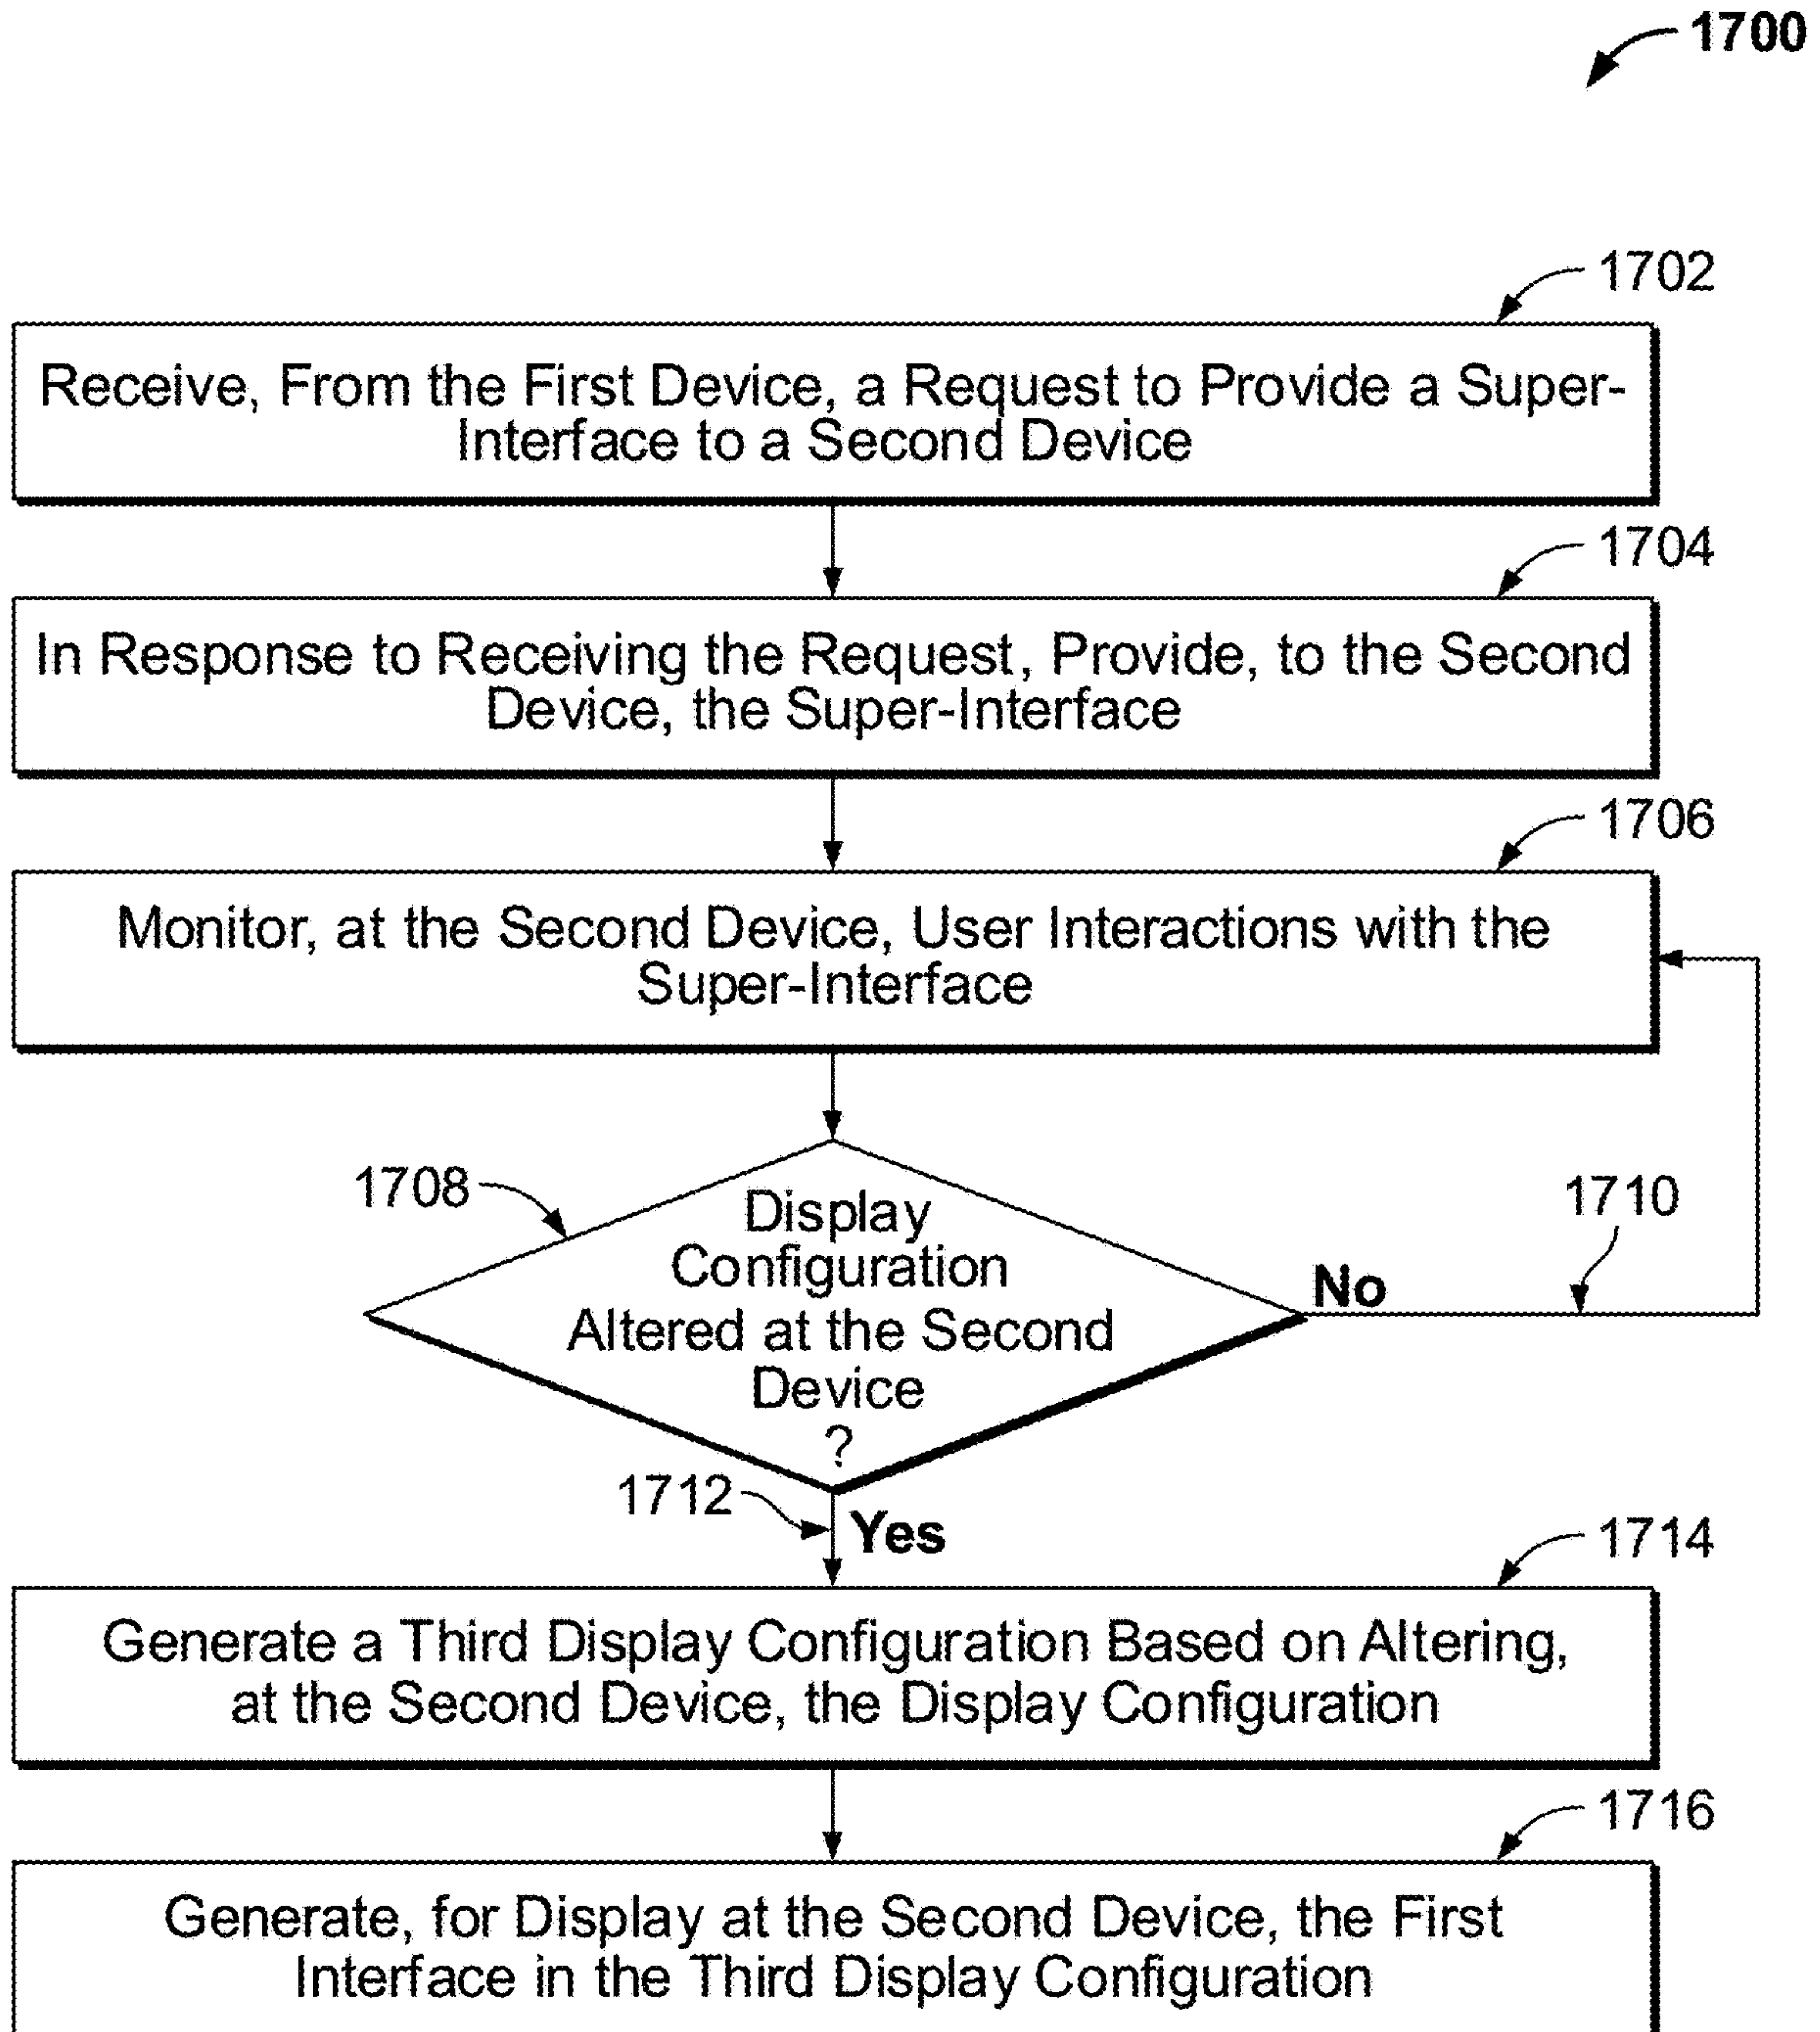 1700
1702
Receive, From the First Device, a Request to Provide a Super-
Interface to a Second Device
1704
In Response to Receiving the Request, Provide, to the Second
Device, the Super-Interface
1706
Monitor, at the Second Device, User Interactions with the
Super-Interface
1708
Display
Configuration
Altered at the Second
Device
?
No
1710
1712
Yes
1714
Generate a Third Display Configuration Based on Altering,
at the Second Device, the Display Configuration
1716
Generate, for Display at the Second Device, the First
Interface in the Third Display Configuration